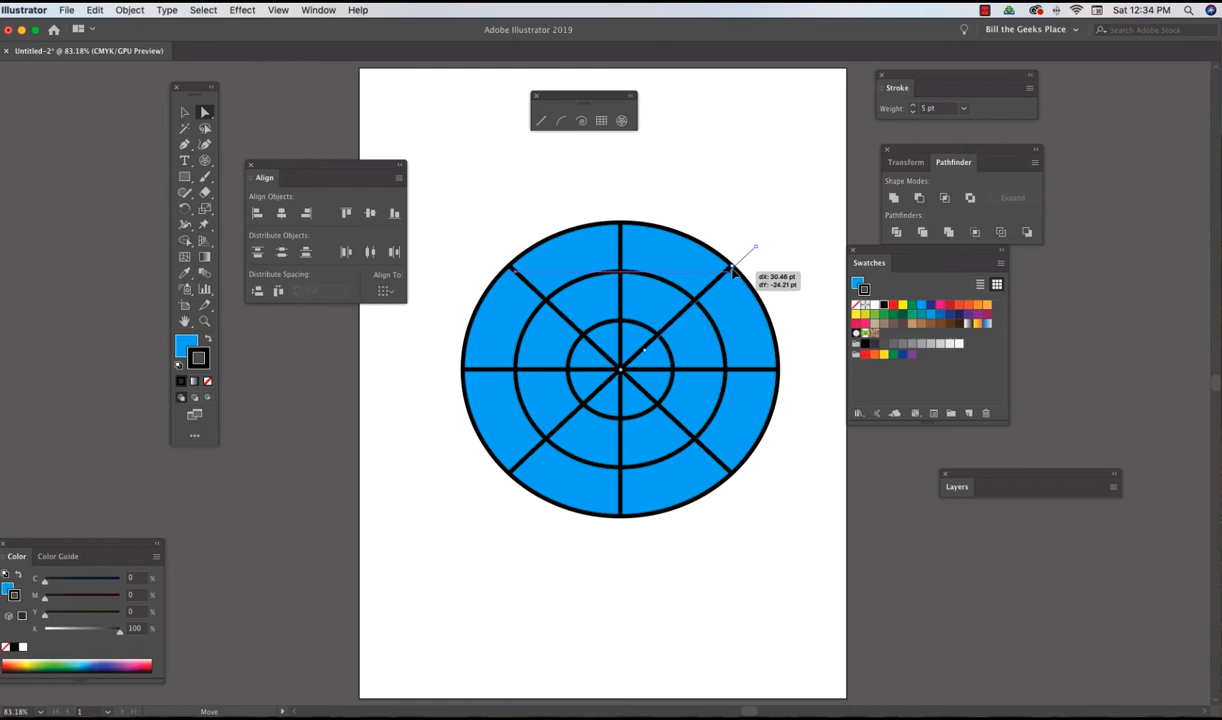 Illustrator File Edit Object Type Select Effect View Window Help Sat 12:34 PM
Adobe Illustrator 2019 Bill the Geeks Place Search Adobe Stock
Untitled-2* @ 83.18% (CMYK/GPU Preview)
Stroke
Weight: 5 pt
Transform Pathfinder
Shape Modes:
Expand
Pathfinders:
Align
Align Objects:
Distribute Objects:
Distribute Spacing: Align To:
dX: 30.46 pt
dY: -24.21 pt
Swatches
Layers
Color Color Guide
C 0 %
M 0 %
Y 0 %
K 100 %
83.18% 1 Move